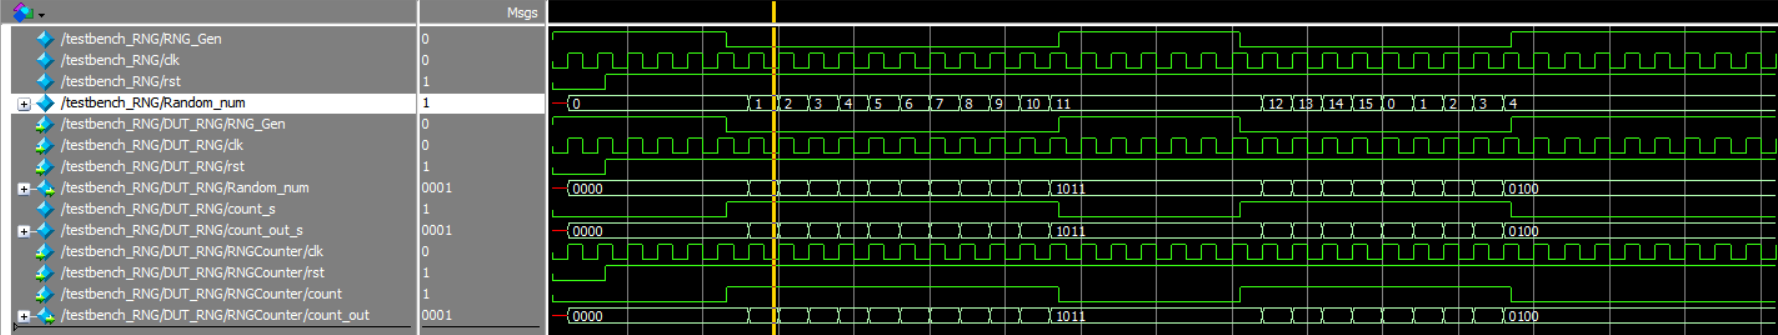 Msgs
/testbench_RNG/RNG_Gen 0
/testbench_RNG/clk 0
/testbench_RNG/rst 1
/testbench_RNG/Random_num 1 0 1 2 3 4 5 6 7 8 9 10 11 12 13 14 15 0 1 2 3 4
/testbench_RNG/DUT_RNG/RNG_Gen 0
/testbench_RNG/DUT_RNG/clk 0
/testbench_RNG/DUT_RNG/rst 1
/testbench_RNG/DUT_RNG/Random_num 0001 0000 1011 0100
/testbench_RNG/DUT_RNG/count_s 1
/testbench_RNG/DUT_RNG/count_out_s 0001 0000 1011 0100
/testbench_RNG/DUT_RNG/RNGCounter/clk 0
/testbench_RNG/DUT_RNG/RNGCounter/rst 1
/testbench_RNG/DUT_RNG/RNGCounter/count 1
/testbench_RNG/DUT_RNG/RNGCounter/count_out 0001 0000 1011 0100